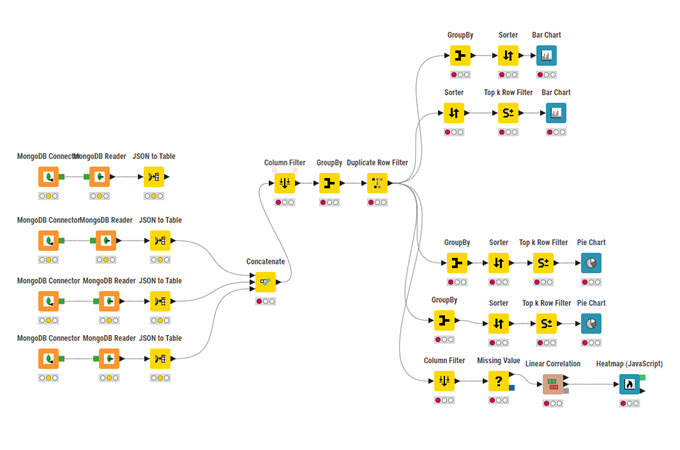 GroupBy Sorter Bar Chart
Sorter Top k Row Filter Bar Chart
MongoDB Connector MongoDB Reader JSON to Table
Column Filter GroupBy Duplicate Row Filter
MongoDB Connector MongoDB Reader JSON to Table
GroupBy Sorter Top k Row Filter Pie Chart
Concatenate
MongoDB Connector MongoDB Reader JSON to Table
GroupBy Sorter Top k Row Filter Pie Chart
MongoDB Connector MongoDB Reader JSON to Table
Column Filter Missing Value Linear Correlation Heatmap (JavaScript)
?